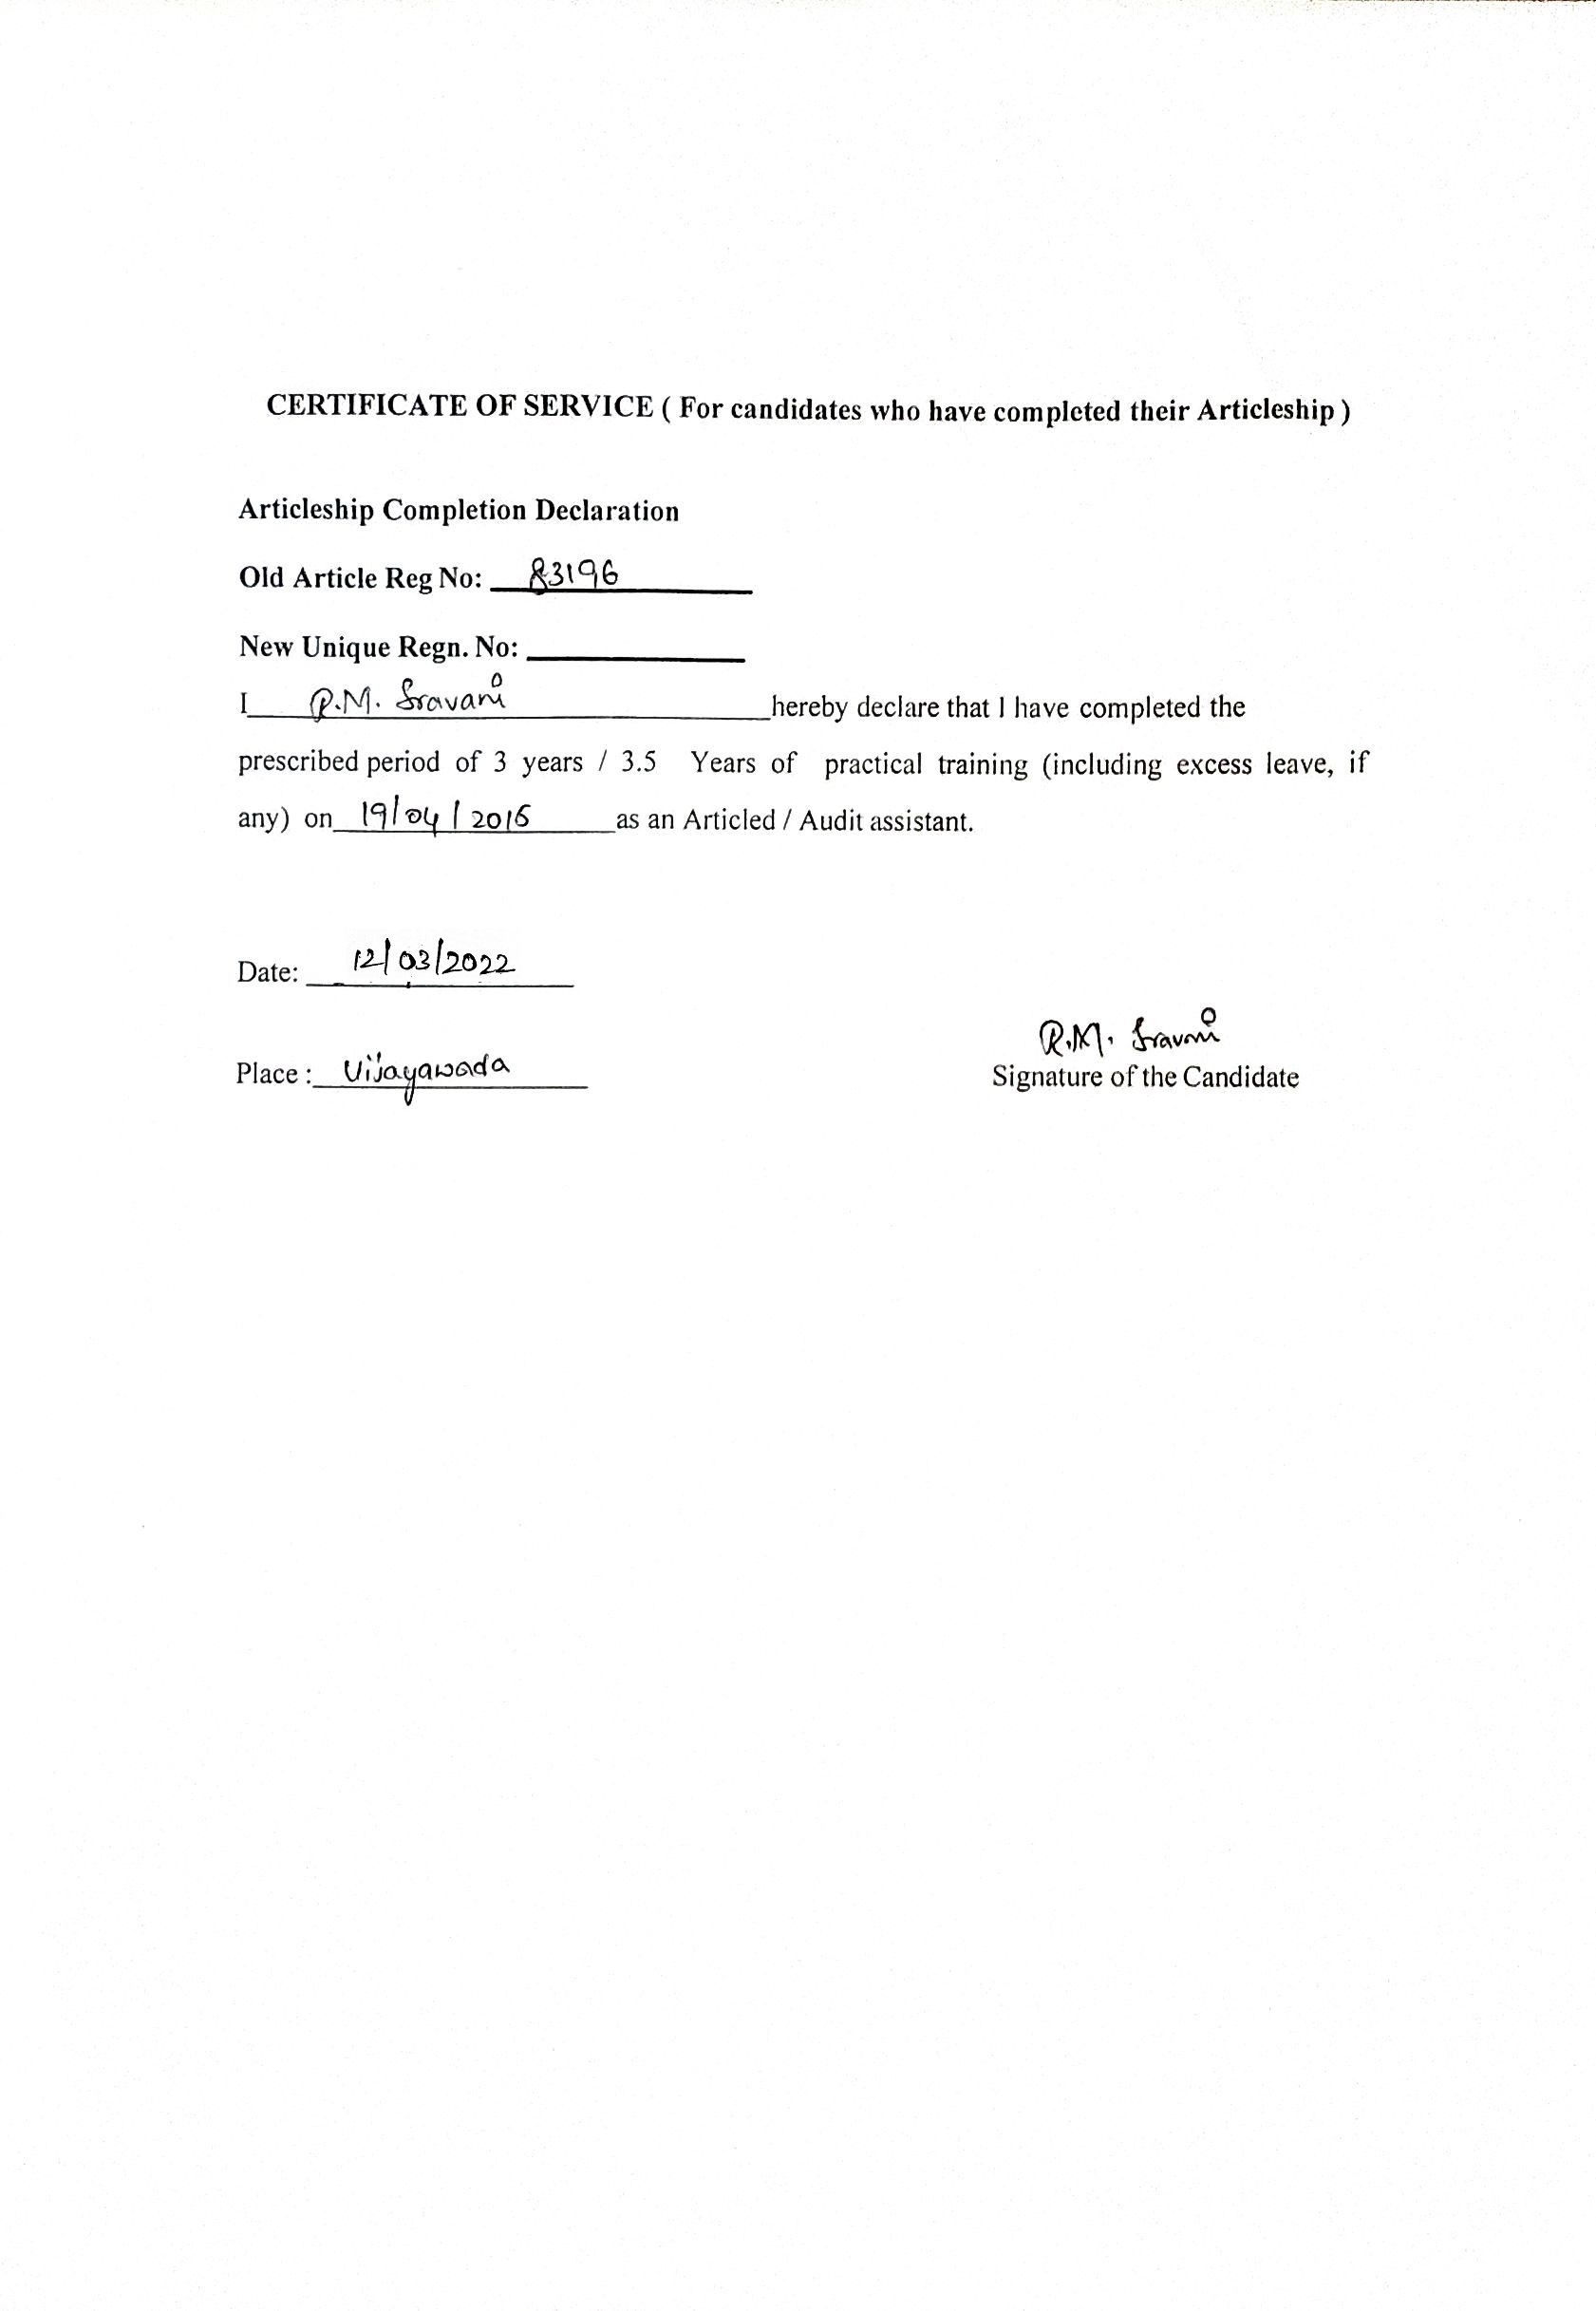 CERTIFICATE OF SERVICE ( For candidates who have completed their Articleship )
Articleship Completion Declaration
Old Article Reg No: 83196
New Unique Regn. No:
I R.M. Sravani hereby declare that I have completed the
prescribed period of 3 years / 3.5 Years of practical training (including excess leave, if
any) on 19/04/2016 as an Articled / Audit assistant.
Date: 12/03/2022
Place : Vijayawada
R.M. Sravani
Signature of the Candidate